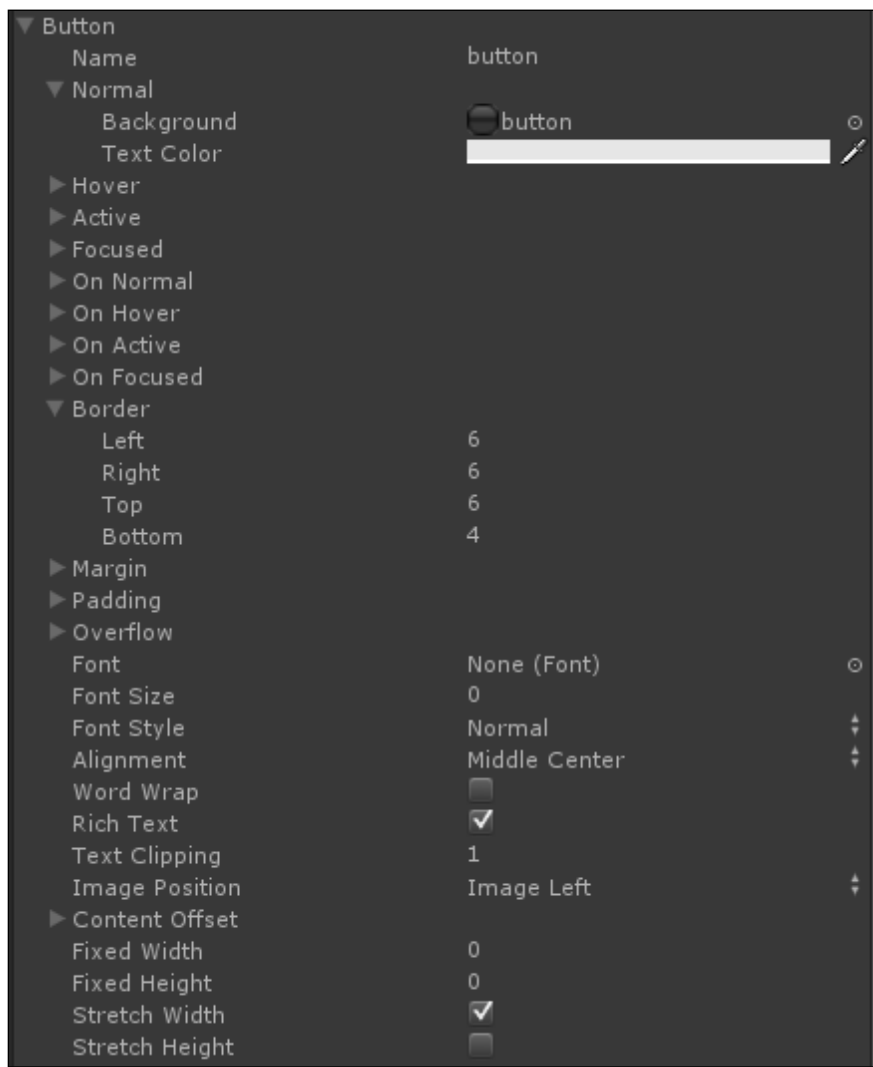 Button
Name button
Normal
Background button
Text Color
Hover
Active
Focused
On Normal
On Hover
On Active
On Focused
Border
Left 6
Right 6
Top 6
Bottom 4
Margin
Padding
Overflow
Font None (Font)
Font Size 0
Font Style Normal
Alignment Middle Center
Word Wrap
Rich Text
Text Clipping 1
Image Position Image Left
Content Offset
Fixed Width 0
Fixed Height 0
Stretch Width
Stretch Height